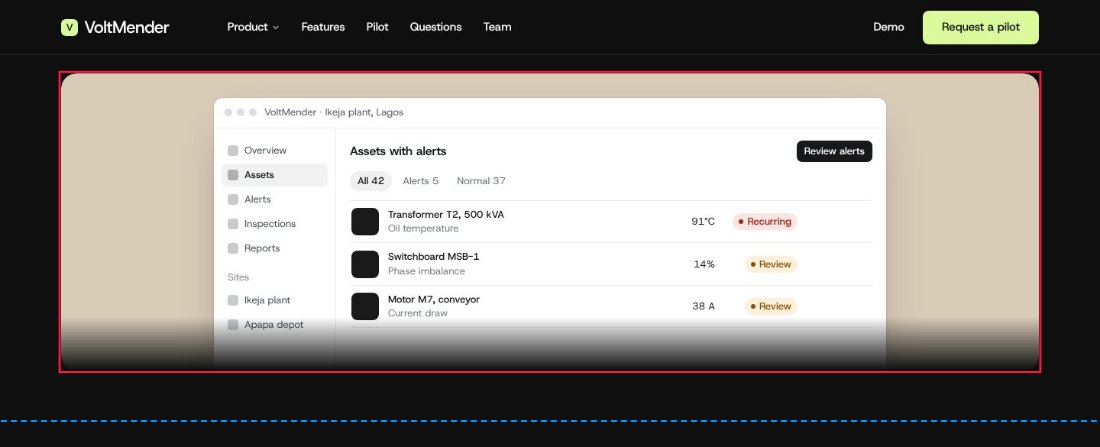 V VoltMender Product Features Pilot Questions Team Demo Request a pilot
VoltMender · Ikeja plant, Lagos
Overview
Assets
Alerts
Inspections
Reports
Sites
Ikeja plant
Apapa depot
Assets with alerts
Review alerts
All 42 Alerts 5 Normal 37
Transformer T2, 500 kVA
Oil temperature
91°C Recurring
Switchboard MSB-1
Phase imbalance
14% Review
Motor M7, conveyor
Current draw
38 A Review